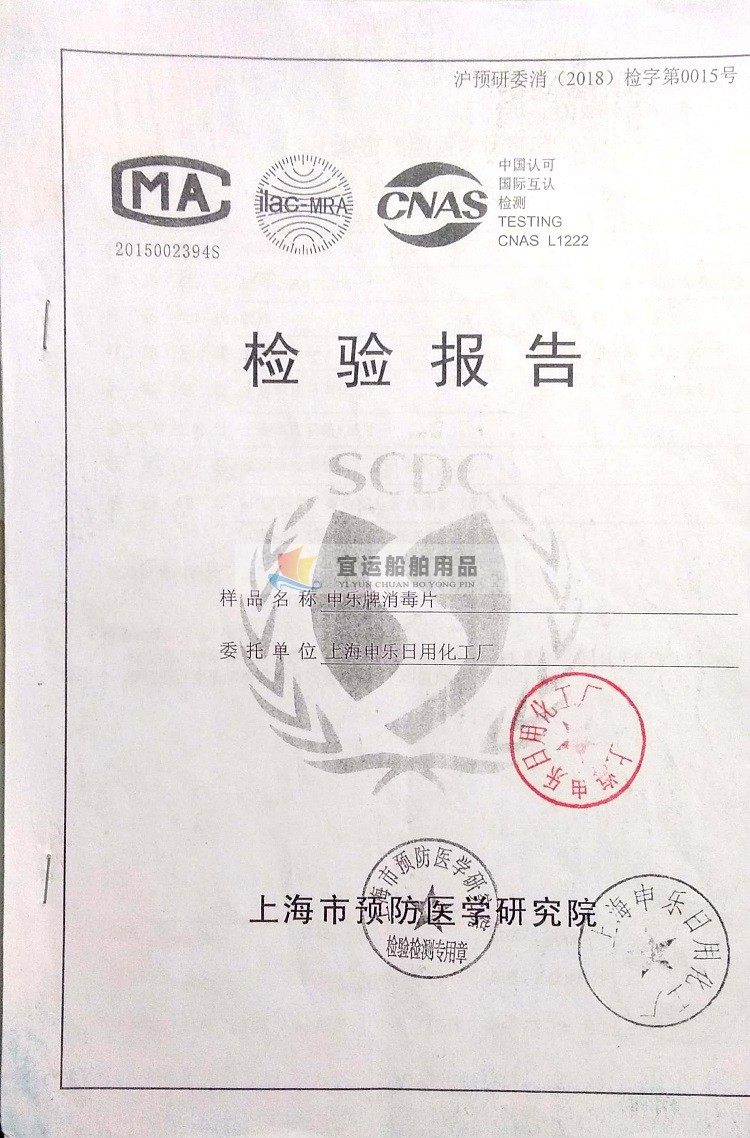 沪预研委消（2018）检字第0015号
CMA
2015002394S
ilac-MRA
CNAS
中国认可
国际互认
检测
TESTING
CNAS L1222
检验报告
SCDC
宜运船舶用品
YI YUN CHUAN BO YONG PIN
样品名称 申乐牌消毒片
委托单位 上海申乐日用化工厂
上海申乐日用化工厂
上海市预防医学研究院
检验检测专用章
上海市预防医学研究院
上海申乐日用化工厂